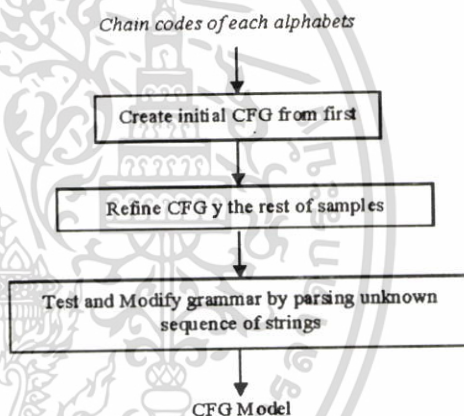 Chain codes of each alphabets
Create initial CFG from first
Refine CFG y the rest of samples
Test and Modify grammar by parsing unknown
sequence of strings
CFG Model